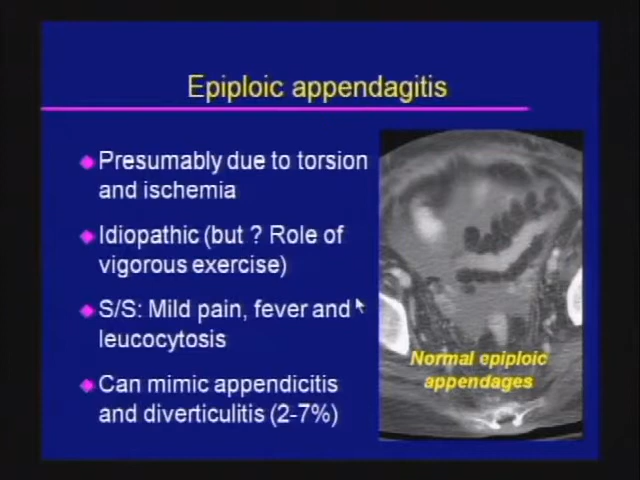 Epiploic appendagitis
Presumably due to torsion
and ischemia
Idiopathic (but ? Role of
vigorous exercise)
S/S: Mild pain, fever and
leucocytosis
Can mimic appendicitis
and diverticulitis (2-7%)
Normal epiploic
appendages